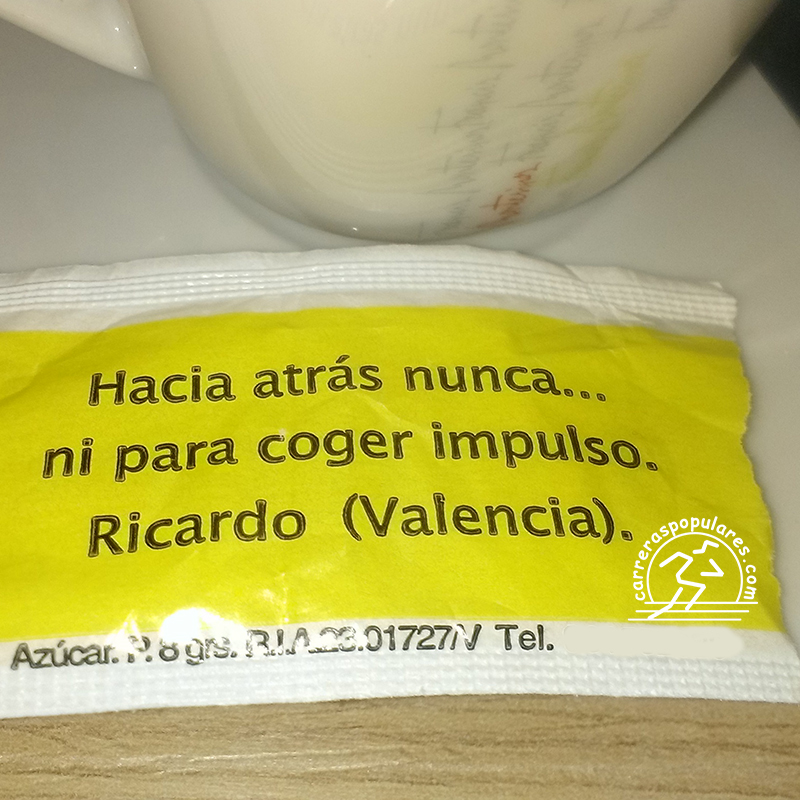 Hacia atrás nunca...
ni para coger impulso.
Ricardo (Valencia).
carreraspopulares.com
Azúcar. P. 8 grs. R.I.A.23.01727/V Tel.